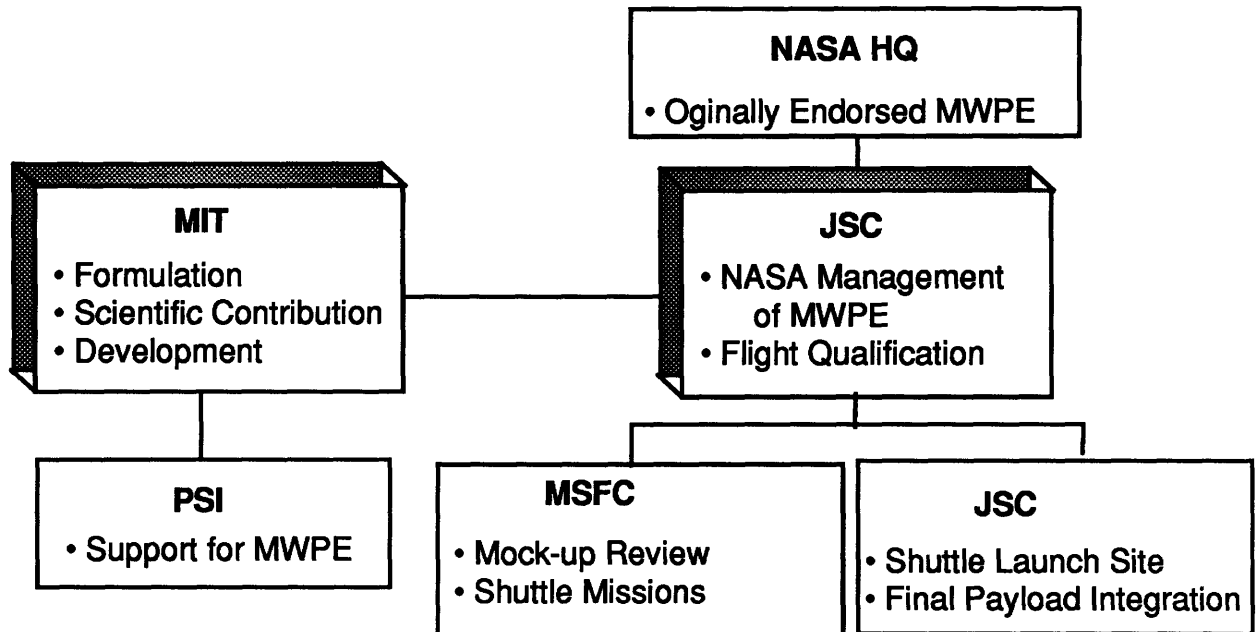 NASA HQ
• Oginally Endorsed MWPE
MIT
• Formulation
• Scientific Contribution
• Development
JSC
• NASA Management
of MWPE
• Flight Qualification
PSI
• Support for MWPE
MSFC
• Mock-up Review
• Shuttle Missions
JSC
• Shuttle Launch Site
• Final Payload Integration